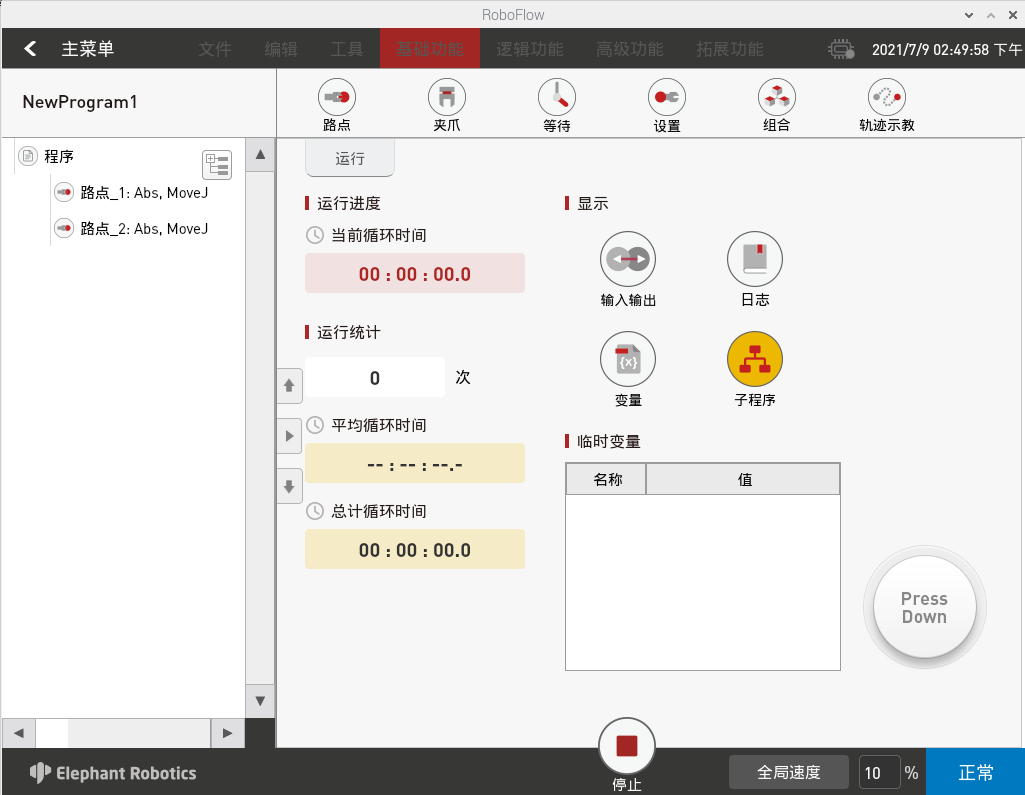 RoboFlow
主菜单 文件 编辑 工具 基础功能 逻辑功能 高级功能 拓展功能 2021/7/9 02:49:58 下午
NewProgram1
路点 夹爪 等待 设置 组合 轨迹示教
程序
路点_1: Abs, MoveJ
路点_2: Abs, MoveJ
运行
运行进度
当前循环时间
00 : 00 : 00.0
运行统计
0 次
平均循环时间
-- : -- : --.-
总计循环时间
00 : 00 : 00.0
显示
输入输出 日志
{x}
变量 子程序
临时变量
名称 值
Press
Down
Elephant Robotics
停止
全局速度 10 %
正常